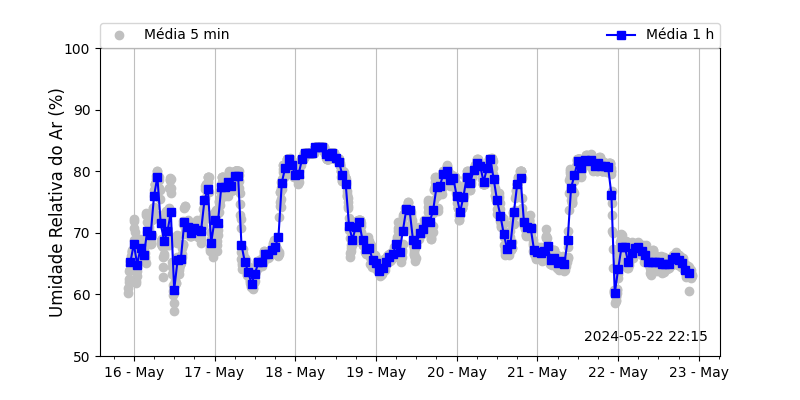 Média 5 min
Média 1 h
100
90
80
70
60
50
Umidade Relativa do Ar (%)
2024-05-22 22:15
16 - May
17 - May
18 - May
19 - May
20 - May
21 - May
22 - May
23 - May